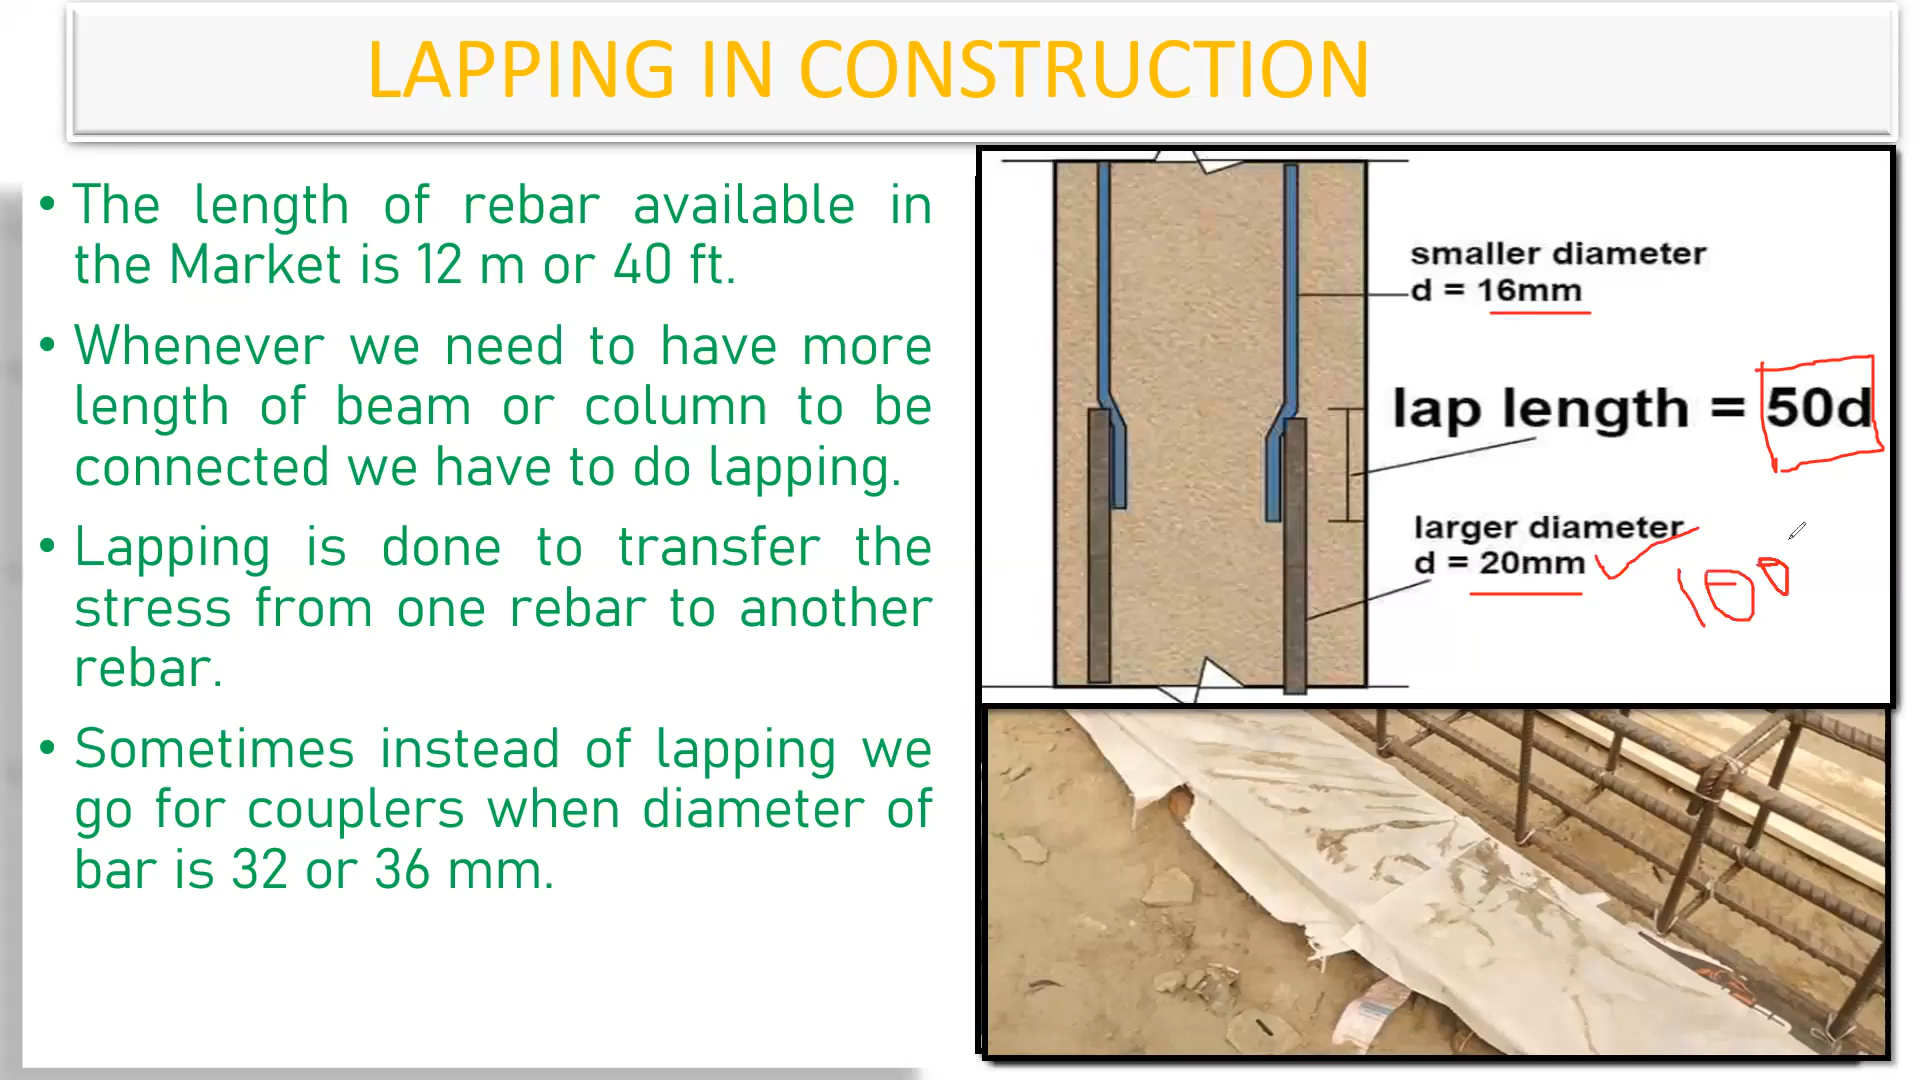 LAPPING IN CONSTRUCTION
• The length of rebar available in
the Market is 12 m or 40 ft.
• Whenever we need to have more
length of beam or column to be
connected we have to do lapping.
• Lapping is done to transfer the
stress from one rebar to another
rebar.
• Sometimes instead of lapping we
go for couplers when diameter of
bar is 32 or 36 mm.
smaller diameter
d = 16mm
lap length = 50d
larger diameter
d = 20mm
100